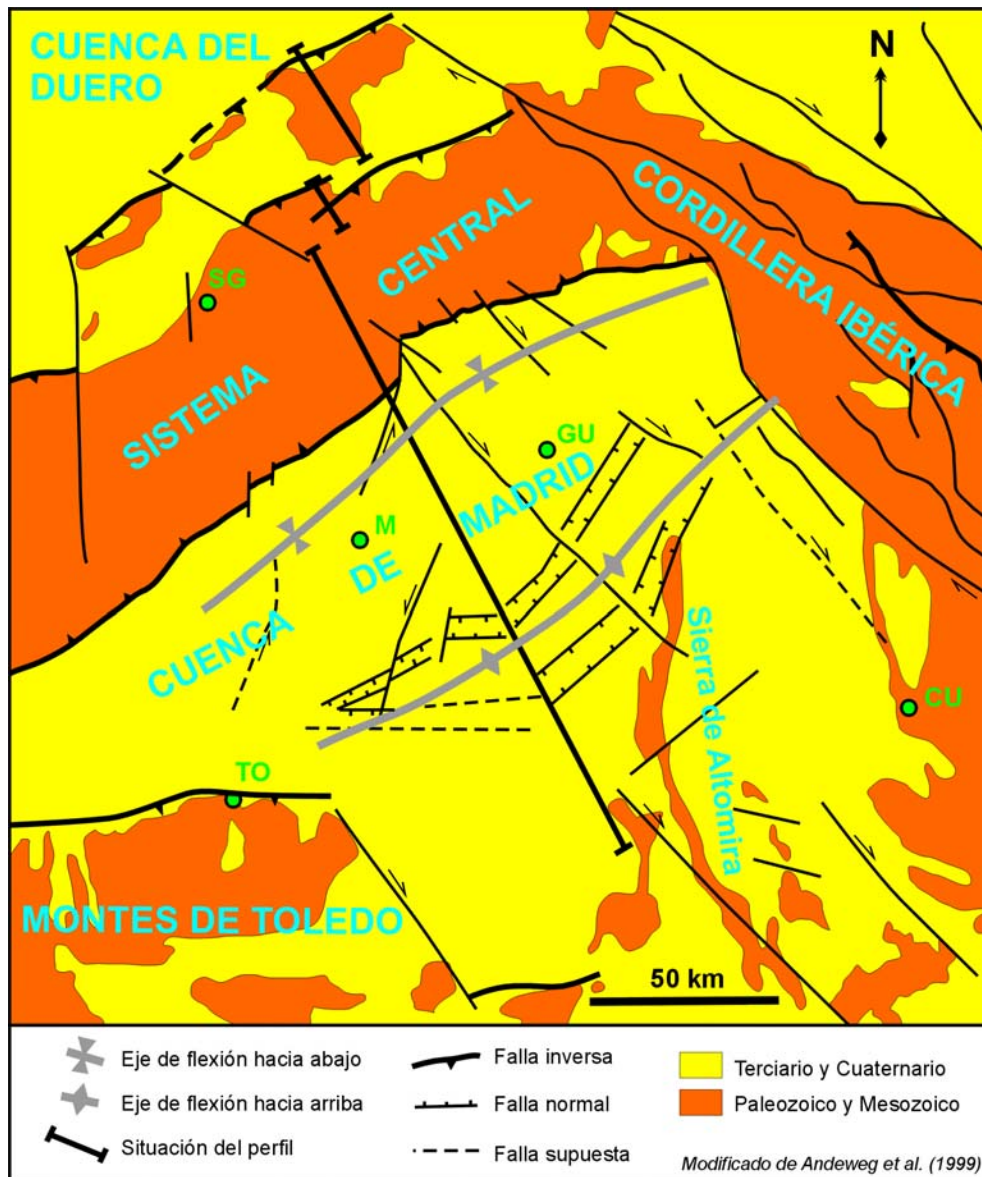 CUENCA DEL
DUERO
N
CORDILLERA IBÉRICA
CENTRAL
SG
SISTEMA
GU
MADRID
M
DE
CUENCA
Sierra de Altomira
CU
TO
MONTES DE TOLEDO
50 km
Eje de flexión hacia abajo
Falla inversa
Terciario y Cuaternario
Eje de flexión hacia arriba
Falla normal
Paleozoico y Mesozoico
Situación del perfil
Falla supuesta
Modificado de Andeweg et al. (1999)